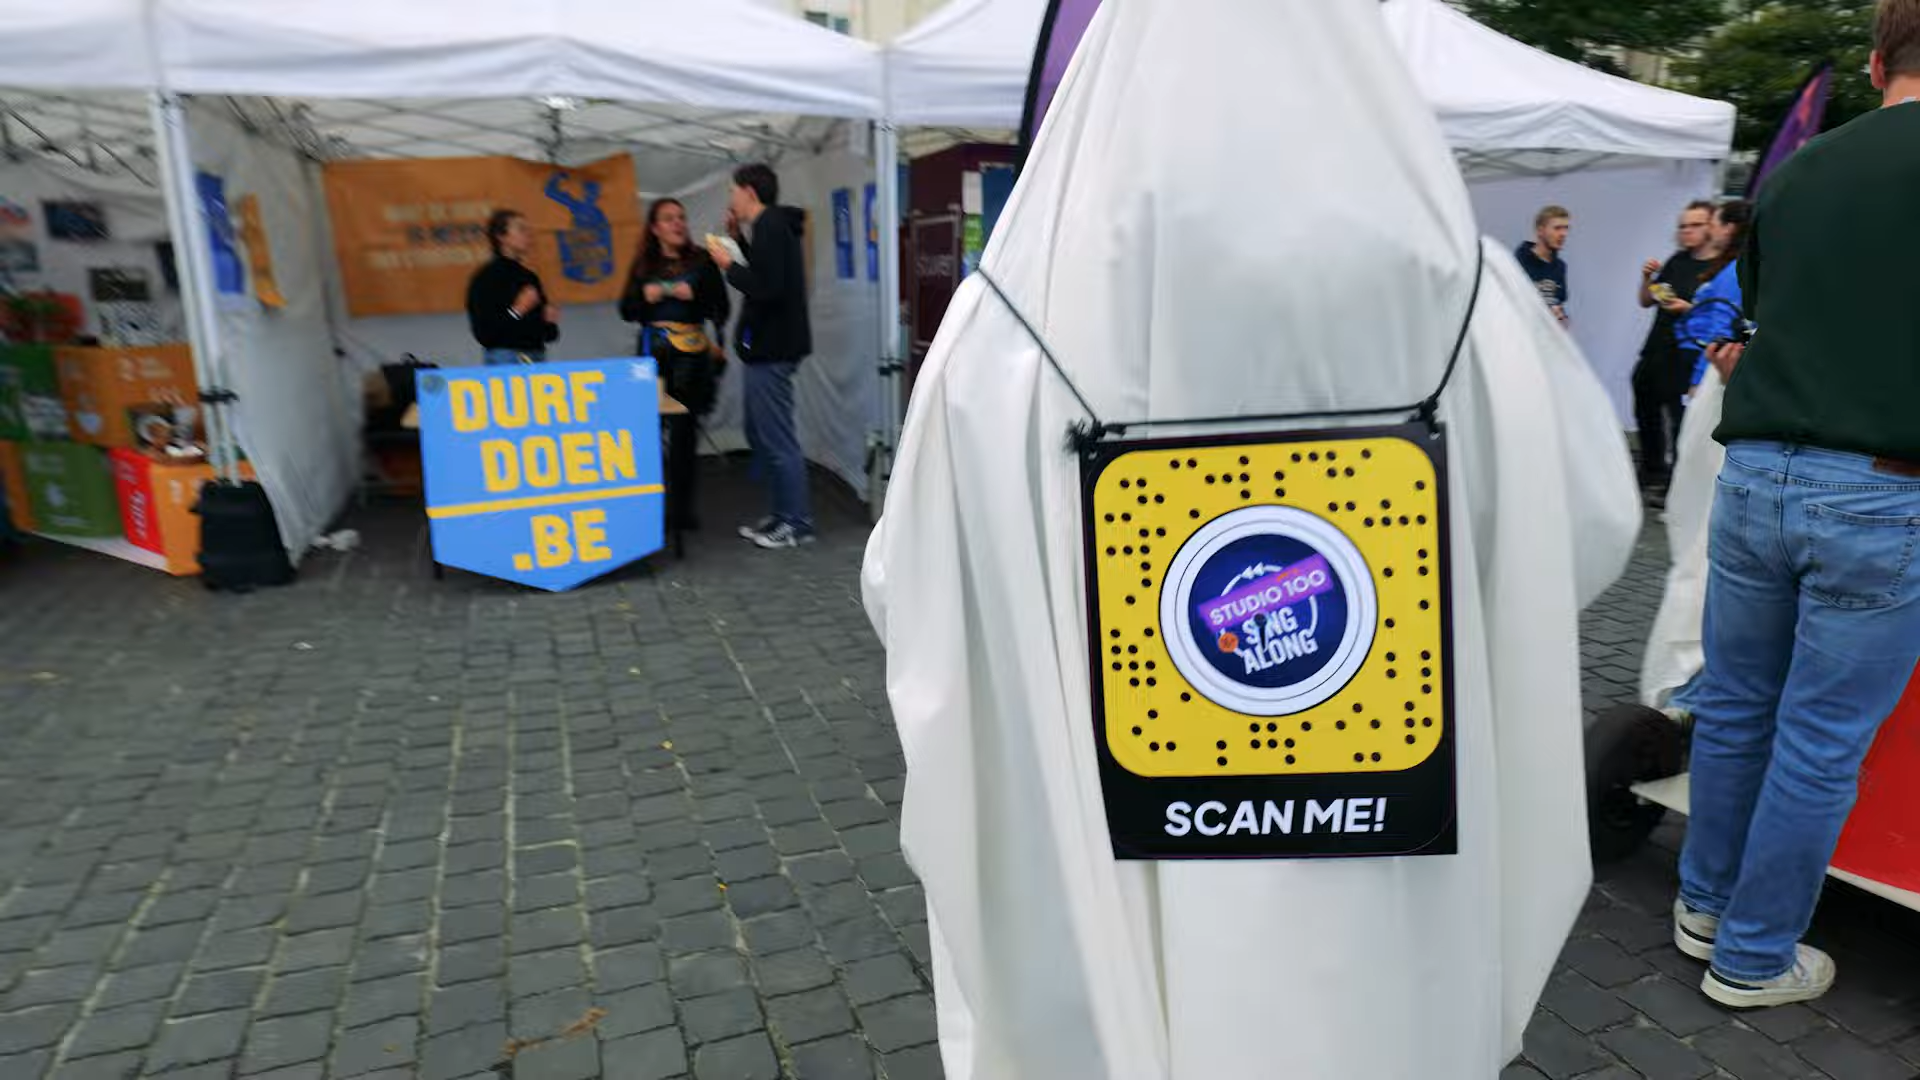 DURF
DOEN
.BE
STUDIO 100
SING
ALONG
SCAN ME!